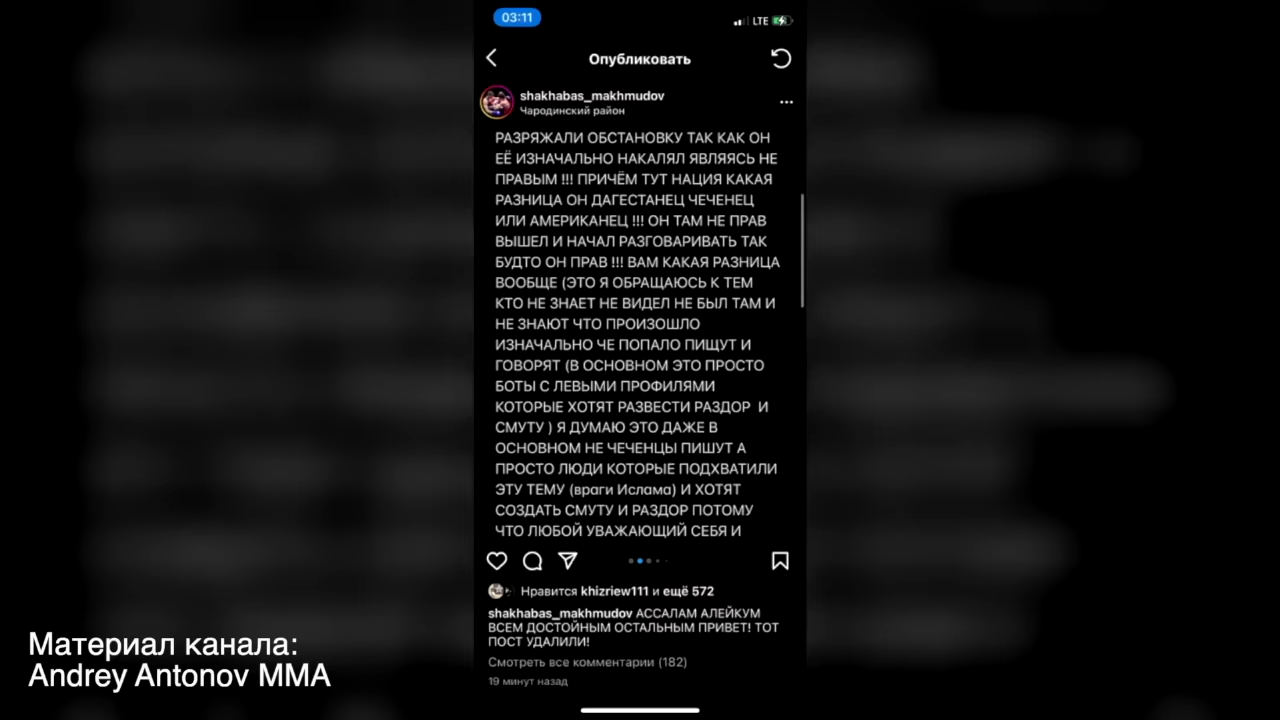 03:11
LTE
Опубликовать
shakhabas_makhmudov
Чародинский район
РАЗРЯЖАЛИ ОБСТАНОВКУ ТАК КАК ОН
ЕЁ ИЗНАЧАЛЬНО НАКАЛЯЛ ЯВЛЯЯСЬ НЕ
ПРАВЫМ !!! ПРИЧЁМ ТУТ НАЦИЯ КАКАЯ
РАЗНИЦА ОН ДАГЕСТАНЕЦ ЧЕЧЕНЕЦ
ИЛИ АМЕРИКАНЕЦ !!! ОН ТАМ НЕ ПРАВ
ВЫШЕЛ И НАЧАЛ РАЗГОВАРИВАТЬ ТАК
БУДТО ОН ПРАВ !!! ВАМ КАКАЯ РАЗНИЦА
ВООБЩЕ (ЭТО Я ОБРАЩАЮСЬ К ТЕМ
КТО НЕ ЗНАЕТ НЕ ВИДЕЛ НЕ БЫЛ ТАМ И
НЕ ЗНАЮТ ЧТО ПРОИЗОШЛО
ИЗНАЧАЛЬНО ЧЕ ПОПАЛО ПИШУТ И
ГОВОРЯТ (В ОСНОВНОМ ЭТО ПРОСТО
БОТЫ С ЛЕВЫМИ ПРОФИЛЯМИ
КОТОРЫЕ ХОТЯТ РАЗВЕСТИ РАЗДОР И
СМУТУ ) Я ДУМАЮ ЭТО ДАЖЕ В
ОСНОВНОМ НЕ ЧЕЧЕНЦЫ ПИШУТ А
ПРОСТО ЛЮДИ КОТОРЫЕ ПОДХВАТИЛИ
ЭТУ ТЕМУ (враги Ислама) И ХОТЯТ
СОЗДАТЬ СМУТУ И РАЗДОР ПОТОМУ
ЧТО ЛЮБОЙ УВАЖАЮЩИЙ СЕБЯ И
Нравится khizriew111 и ещё 572
shakhabas_makhmudov АССАЛАМ АЛЕЙКУМ
ВСЕМ ДОСТОЙНЫМ ОСТАЛЬНЫМ ПРИВЕТ! ТОТ
ПОСТ УДАЛИЛИ!
Смотреть все комментарии (182)
19 минут назад
Материал канала:
Andrey Antonov MMA